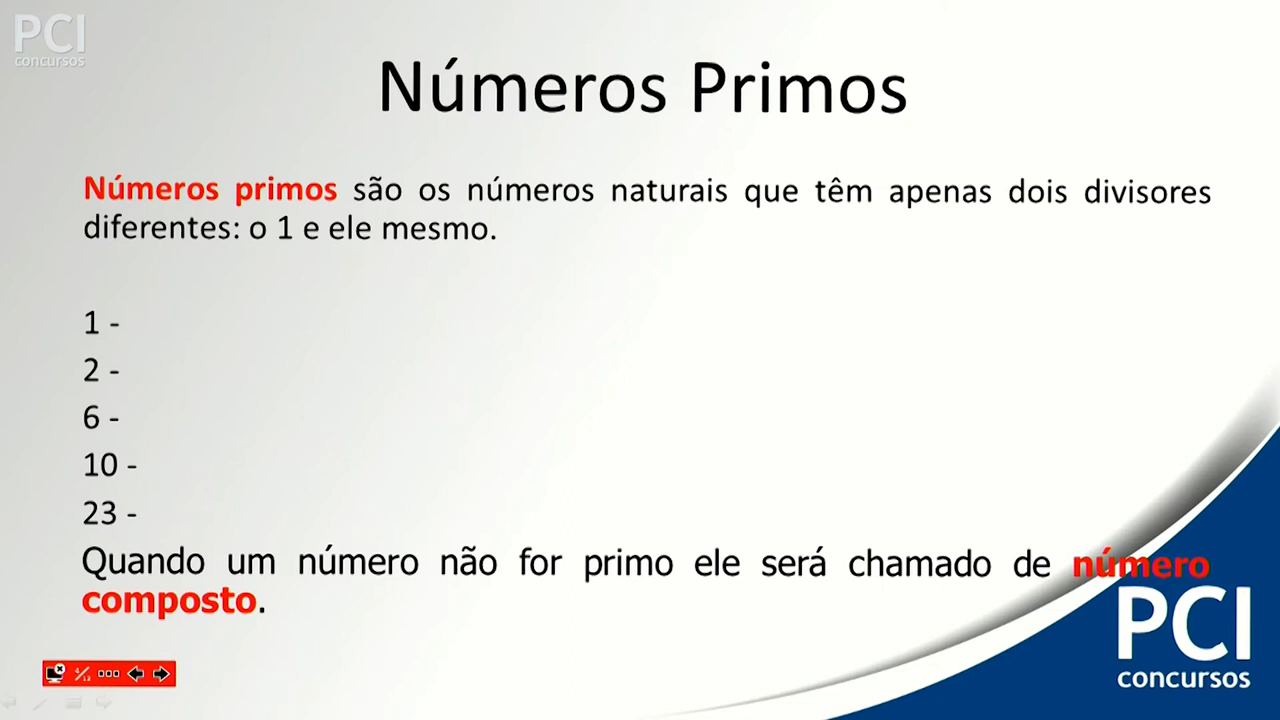 PCI
concursos
Números Primos
Números primos são os números naturais que têm apenas dois divisores
diferentes: o 1 e ele mesmo.
1 -
2 -
6 -
10 -
23 -
Quando um número não for primo ele será chamado de número
composto.
PCI
concursos